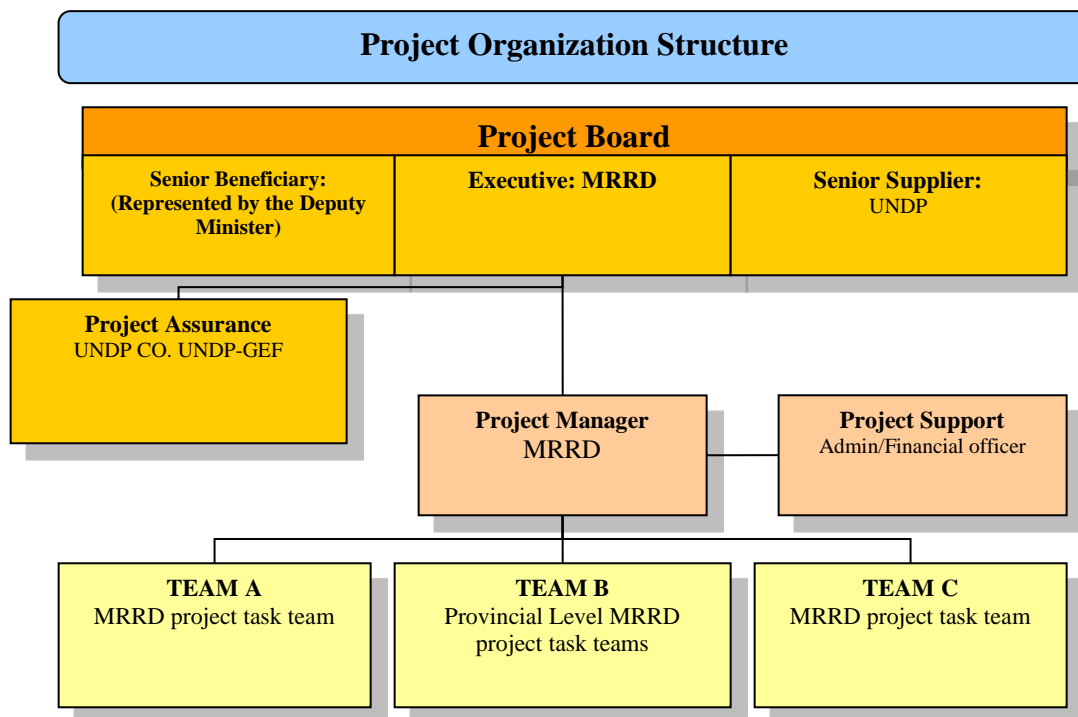 Project Organization Structure
Project Board
Senior Beneficiary:
(Represented by the Deputy
Minister)
Executive: MRRD
Senior Supplier:
UNDP
Project Assurance
UNDP CO. UNDP-GEF
Project Manager
MRRD
Project Support
Admin/Financial officer
TEAM A
MRRD project task team
TEAM B
Provincial Level MRRD
project task teams
TEAM C
MRRD project task team